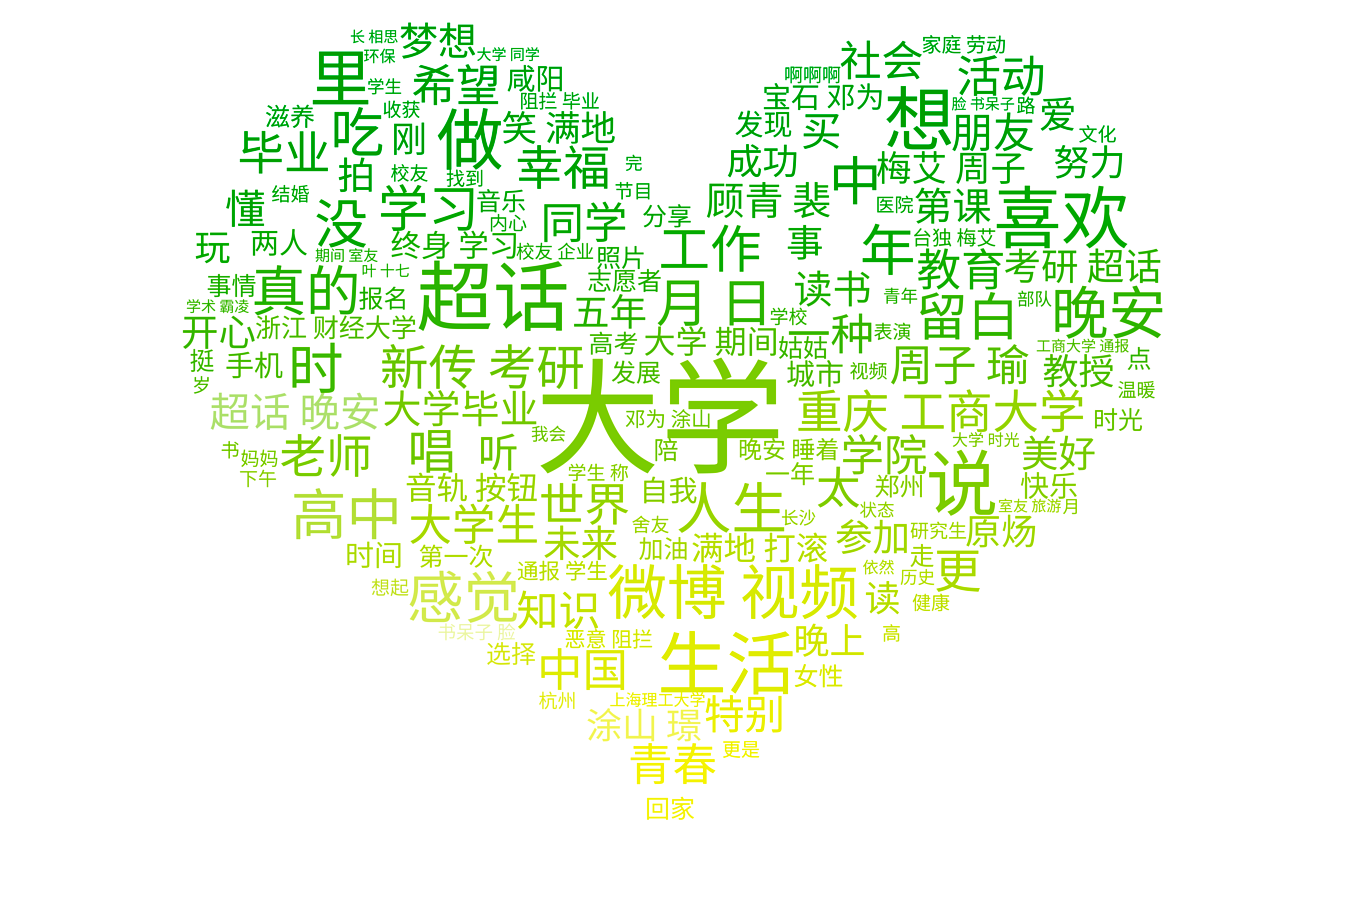 长 相思
梦想
大学 同学
家庭 劳动
社会
环保
里
希望
咸阳
啊啊啊
活动
学生
宝石 邓为
想
脸 书呆子
路
爱
阻拦 毕业
收获
滋养
吃
刚
做
笑
满地
发现
买
朋友
文化
毕业
拍
校友
找到
幸福
完
成功
中
梅艾
周子
努力
结婚
懂
没
学习
音乐
内心
同学
节目
分享
顾青 裴
医院
第课
喜欢
玩
两人
期间 室友
终身 学习
校友 企业
照片
工作
事
年
台独 梅艾
教育
考研 超话
叶 十七
事情
真的
报名
超话
志愿者
五年
月 日
读书
青年
留白
部队
晚安
学术 霸凌
开心
浙江 财经大学
学校
一种
表演
高考
大学 期间
姑姑
工商大学 通报
挺
手机
时
新传 考研
发展
大学
城市
视频
周子 瑜
教授
点
岁
温暖
超话 晚安
大学毕业
邓为 涂山
重庆 工商大学
时光
我会
书
妈妈
老师
唱
听
陪
晚安 睡着
学院
大学 时光
美好
下午
学生 称
一年
音轨 按钮
世界
自我
人生
太
郑州
说
快乐
高中
大学生
舍友
长沙
状态
室友 旅游
月
未来
参加
研究生
原炀
时间
第一次
加油
满地 打滚
走
更
通报 学生
依然
历史
想起
感觉
知识
微博 视频
读
健康
书呆子 脸
恶意 阻拦
生活
晚上
高
选择
中国
女性
杭州
上海理工大学
特别
涂山 璟
青春
更是
回家